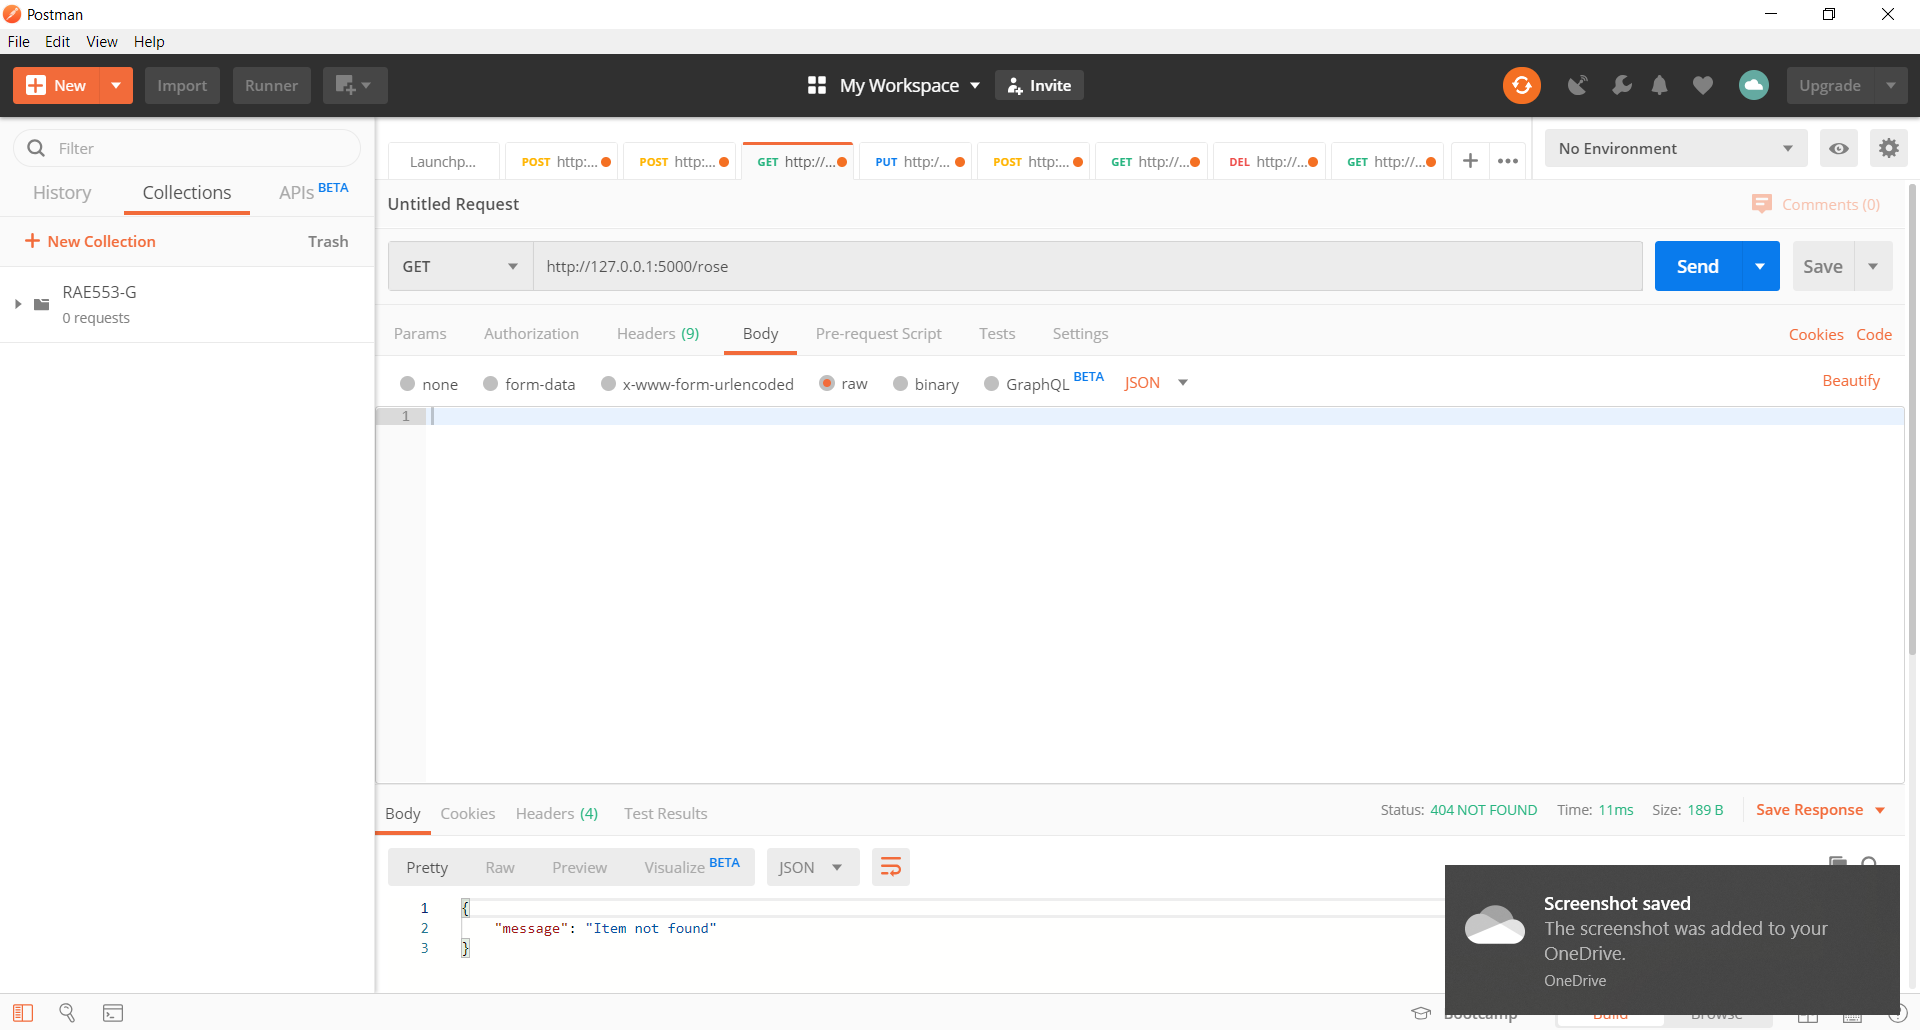 Postman
File Edit View Help
New Import Runner My Workspace Invite Upgrade
Filter
History Collections APIs BETA
New Collection Trash
RAE553-G
0 requests
Launchp... POST http:... POST http:... GET http://... PUT http:/... POST http:... GET http://... DEL http://... GET http://... No Environment
Untitled Request Comments (0)
GET http://127.0.0.1:5000/rose Send Save
Params Authorization Headers (9) Body Pre-request Script Tests Settings Cookies Code
none form-data x-www-form-urlencoded raw binary GraphQL BETA JSON Beautify
1
Body Cookies Headers (4) Test Results Status: 404 NOT FOUND Time: 11ms Size: 189 B Save Response
Pretty Raw Preview Visualize BETA JSON
1 {
2 "message": "Item not found"
3 }
Screenshot saved
The screenshot was added to your
OneDrive.
OneDrive
Bootcamp Build Browse